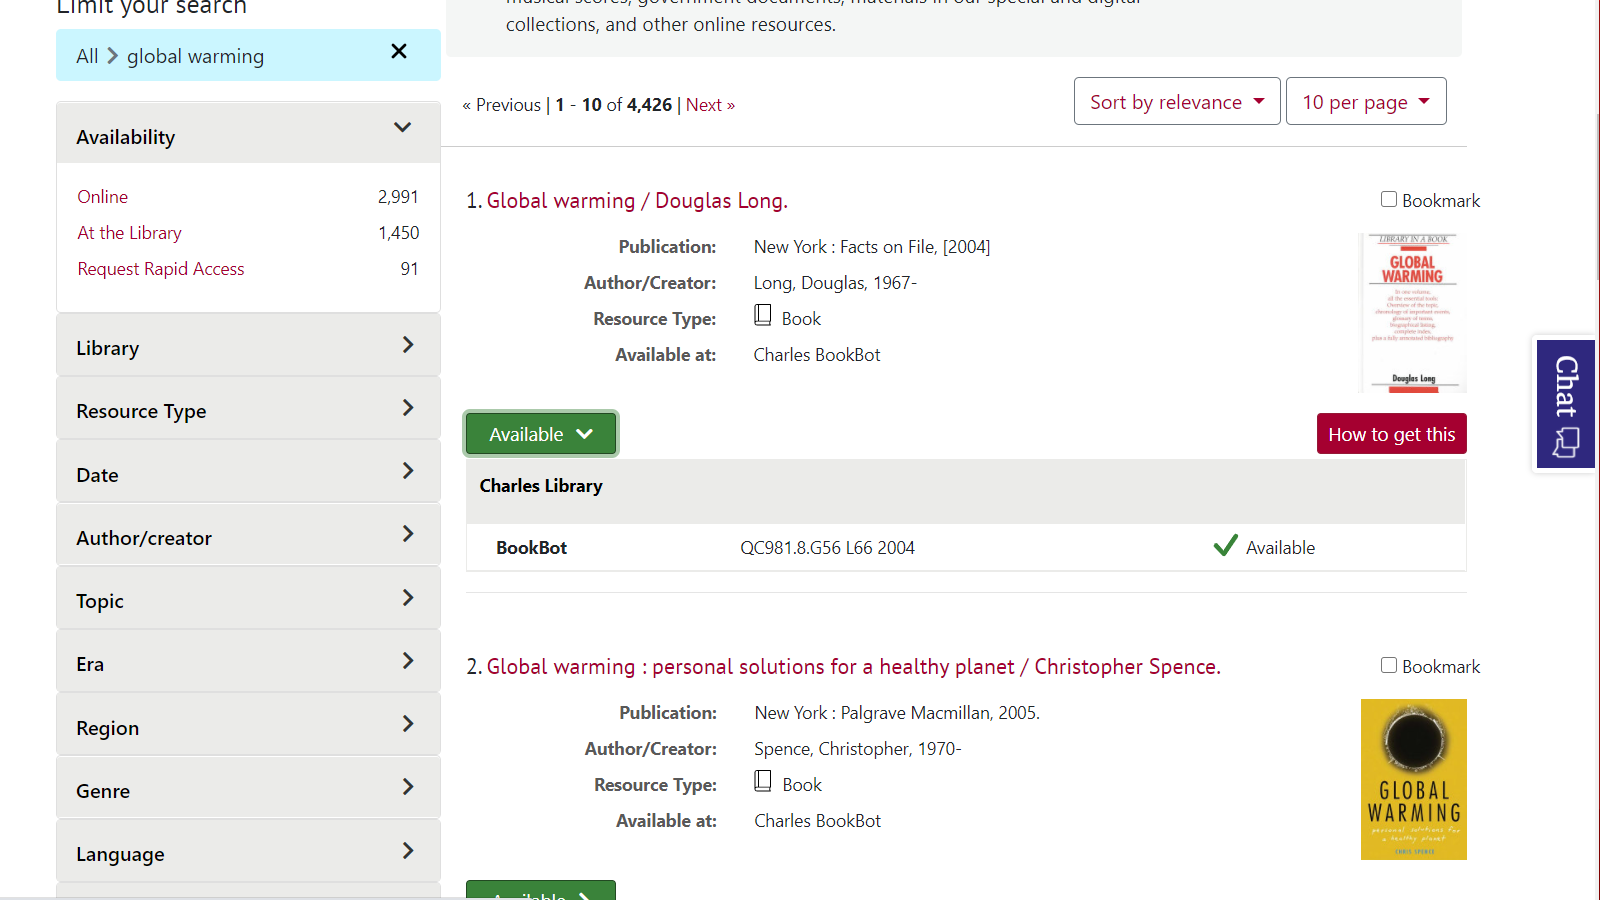 Limit your search
All > global warming
Availability
Online 2,991
At the Library 1,450
Request Rapid Access 91
Library
Resource Type
Date
Author/creator
Topic
Era
Region
Genre
Language
collections, and other online resources.
« Previous | 1 - 10 of 4,426 | Next »
Sort by relevance
10 per page
1. Global warming / Douglas Long.
Bookmark
Publication: New York : Facts on File, [2004]
Author/Creator: Long, Douglas, 1967-
Resource Type: Book
Available at: Charles BookBot
LIBRARY IN A BOOK
GLOBAL
WARMING
Douglas Long
Available
How to get this
Charles Library
BookBot QC981.8.G56 L66 2004 Available
2. Global warming : personal solutions for a healthy planet / Christopher Spence.
Bookmark
Publication: New York : Palgrave Macmillan, 2005.
Author/Creator: Spence, Christopher, 1970-
Resource Type: Book
Available at: Charles BookBot
GLOBAL
WARMING
personal solutions for
a healthy planet
CHRIS SPENCE
Available
Chat